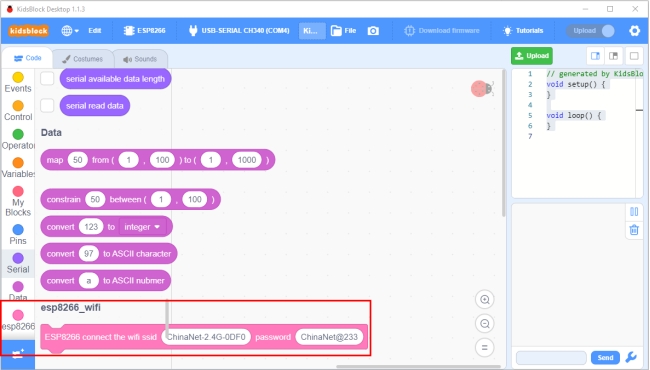 KidsBlock Desktop 1.1.3
kidsblock
Edit
ESP8266
USB-SERIAL CH340 (COM4)
Ki...
File
Download firmware
Tutorials
Upload
Code
Costumes
Sounds
Upload
Events
Control
Operator
Variables
My
Blocks
Pins
Serial
Data
esp8266
serial available data length
serial read data
Data
map 50 from ( 1 , 100 ) to ( 1 , 1000 )
constrain 50 between ( 1 , 100 )
convert 123 to integer
convert 97 to ASCII character
convert a to ASCII nubmer
esp8266_wifi
ESP8266 connect the wifi ssid ChinaNet-2.4G-0DF0 password ChinaNet@233
1 // generated by KidsBlo
2 void setup() {
3 }
4
5 void loop() {
6 }
7
Send